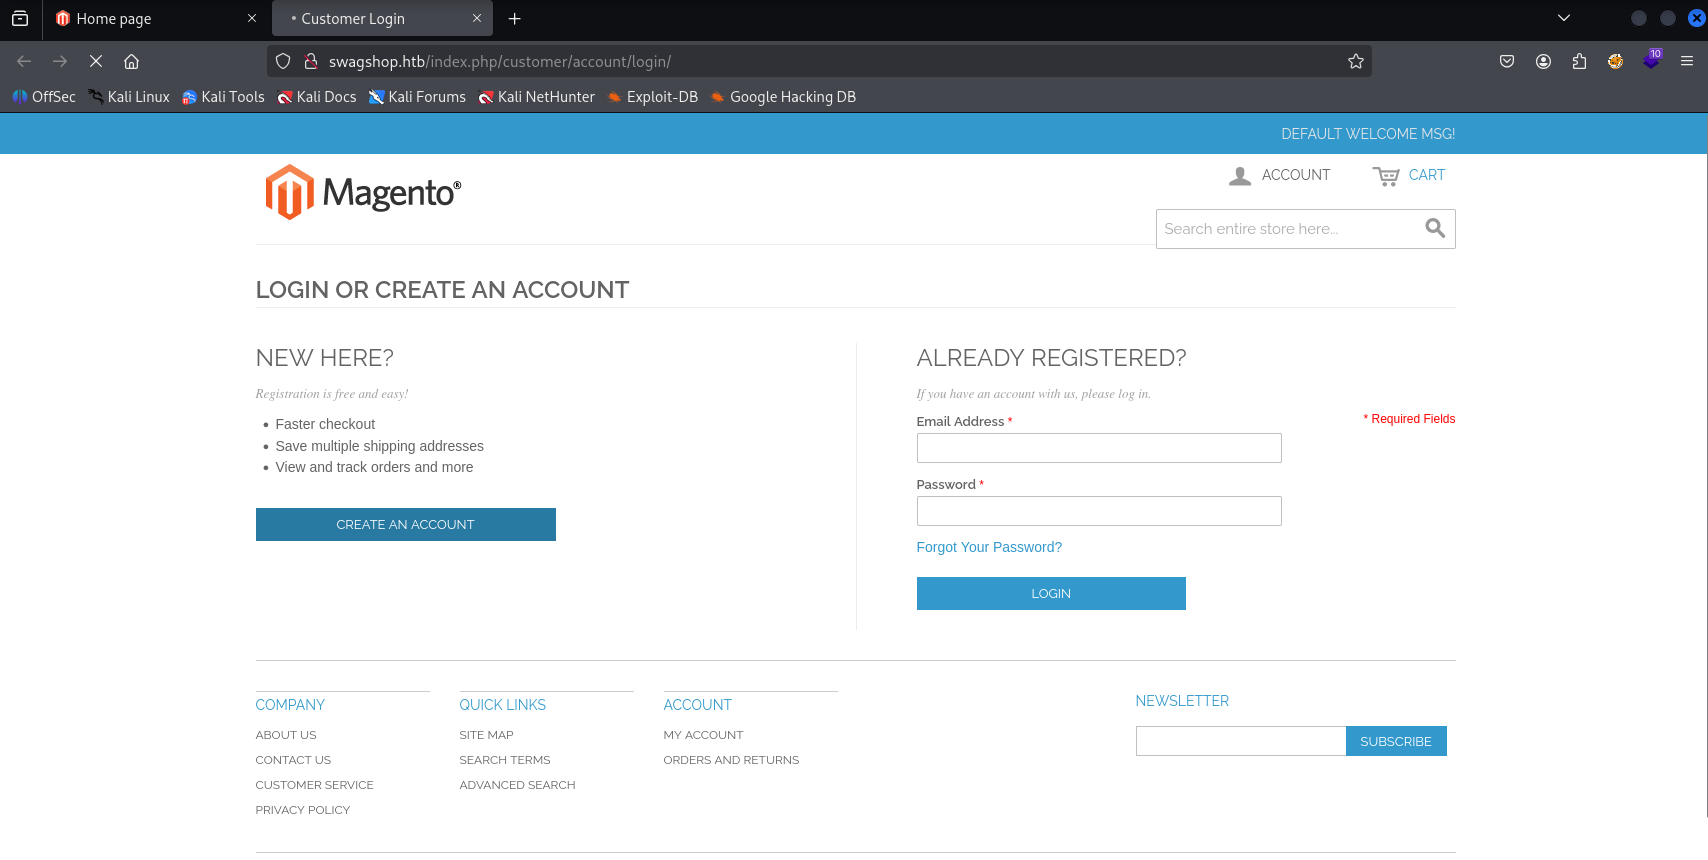 Home page
Customer Login
swagshop.htb/index.php/customer/account/login/
10
OffSec Kali Linux Kali Tools Kali Docs Kali Forums Kali NetHunter Exploit-DB Google Hacking DB
DEFAULT WELCOME MSG!
Magento®
ACCOUNT CART
Search entire store here...
LOGIN OR CREATE AN ACCOUNT
NEW HERE?
Registration is free and easy!
Faster checkout
Save multiple shipping addresses
View and track orders and more
CREATE AN ACCOUNT
ALREADY REGISTERED?
If you have an account with us, please log in.
* Required Fields
Email Address *
Password *
Forgot Your Password?
LOGIN
COMPANY
ABOUT US
CONTACT US
CUSTOMER SERVICE
PRIVACY POLICY
QUICK LINKS
SITE MAP
SEARCH TERMS
ADVANCED SEARCH
ACCOUNT
MY ACCOUNT
ORDERS AND RETURNS
NEWSLETTER
SUBSCRIBE